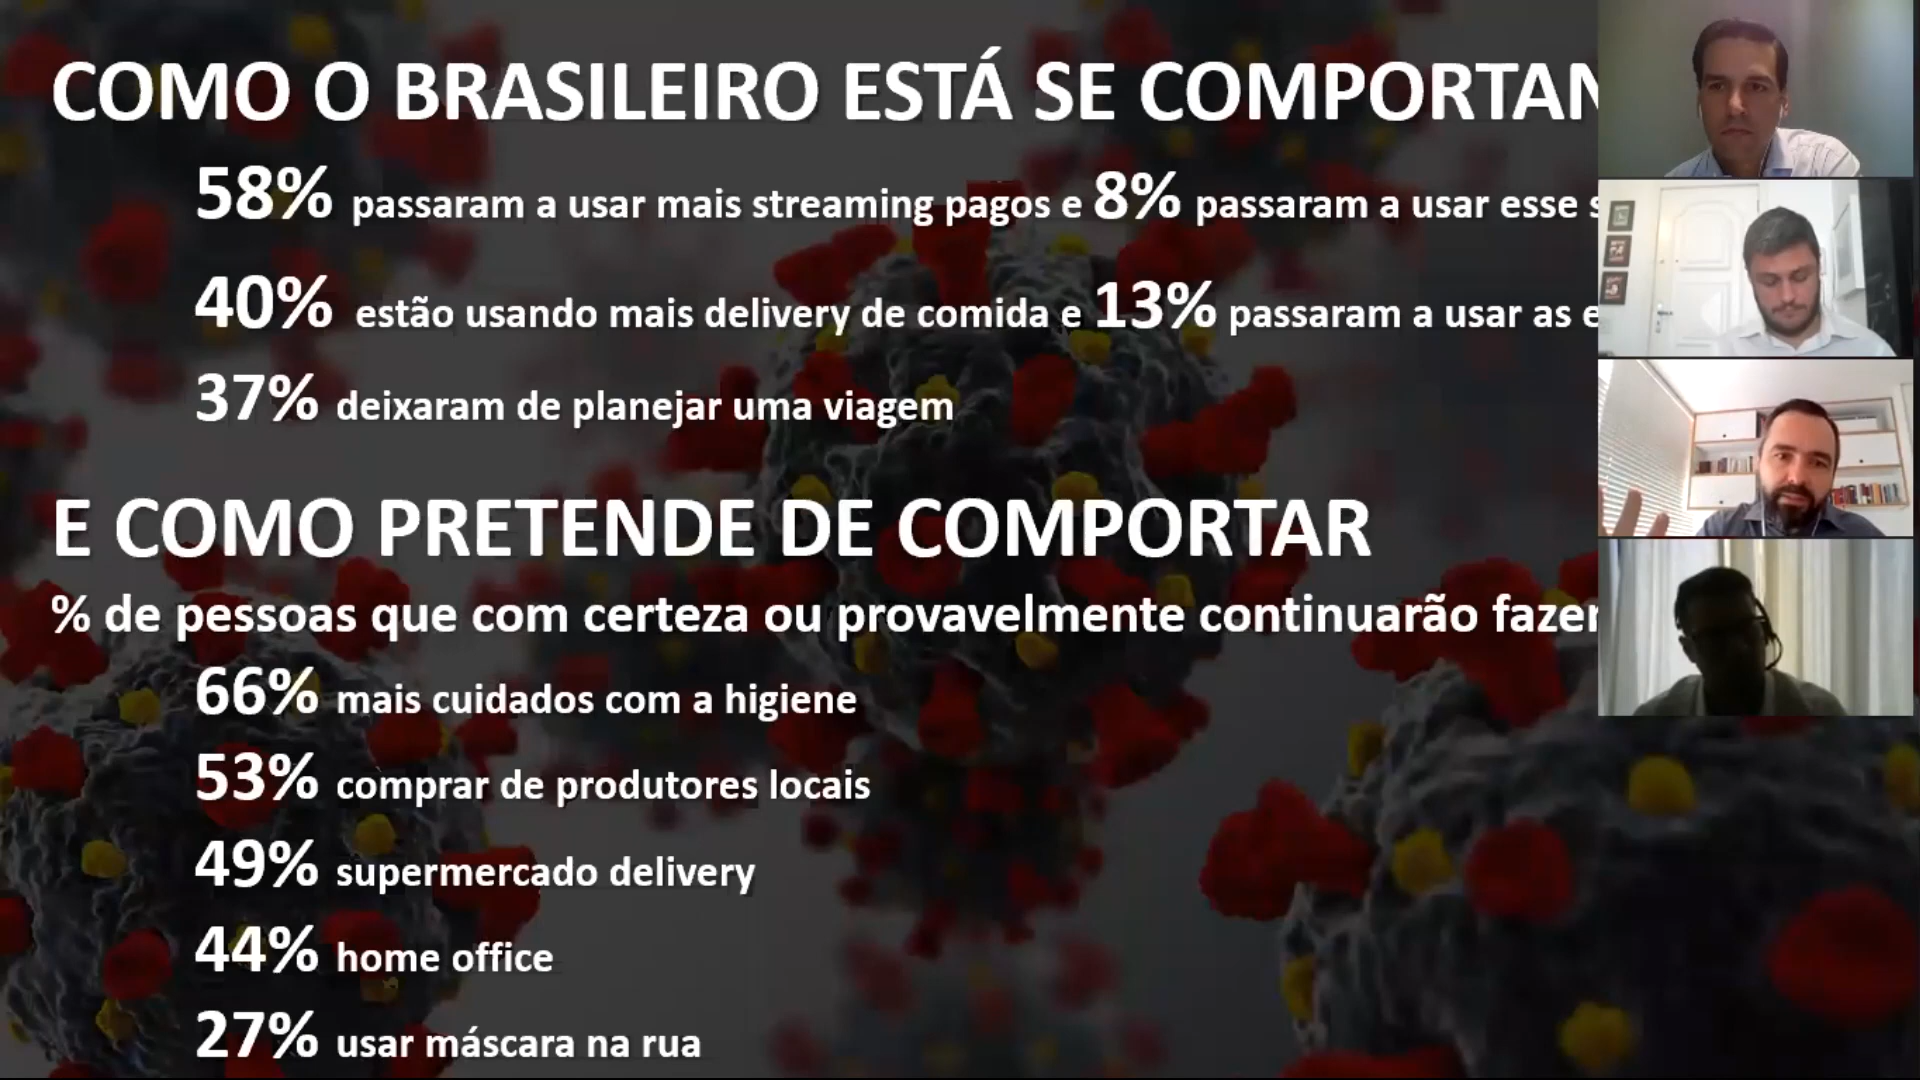 COMO O BRASILEIRO ESTÁ SE COMPORTAN
58% passaram a usar mais streaming pagos e 8% passaram a usar esse s
40% estão usando mais delivery de comida e 13% passaram a usar as e
37% deixaram de planejar uma viagem
E COMO PRETENDE DE COMPORTAR
% de pessoas que com certeza ou provavelmente continuarão fazer
66% mais cuidados com a higiene
53% comprar de produtores locais
49% supermercado delivery
44% home office
27% usar máscara na rua